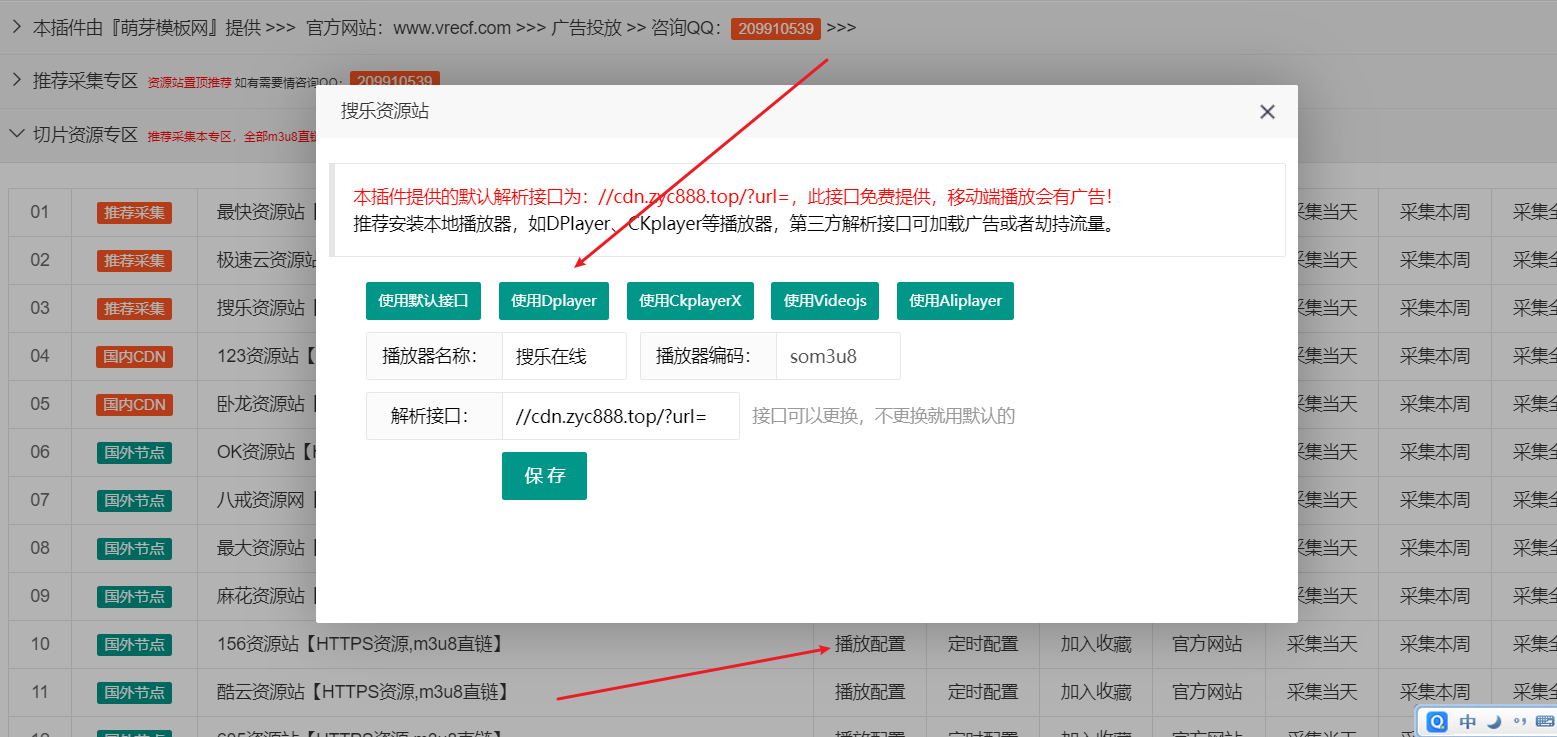 本插件由『萌芽模板网』提供 >>> 官方网站：www.vrecf.com >>> 广告投放 >> 咨询QQ： 209910539 >>>
推荐采集专区 资源站置顶推荐 如有需要情咨询QQ： 209910539
切片资源专区 推荐采集本专区，全部m3u8直链
搜乐资源站
本插件提供的默认解析接口为：//cdn.zyc888.top/?url=，此接口免费提供，移动端播放会有广告！
推荐安装本地播放器，如DPlayer、CKplayer等播放器，第三方解析接口可加载广告或者劫持流量。
使用默认接口 使用Dplayer 使用CkplayerX 使用Videojs 使用Aliplayer
播放器名称： 搜乐在线 播放器编码： som3u8
解析接口： //cdn.zyc888.top/?url= 接口可以更换，不更换就用默认的
保 存
01 推荐采集 最快资源站 采集当天 采集本周 采集全
02 推荐采集 极速云资源站 采集当天 采集本周 采集全
03 推荐采集 搜乐资源站 采集当天 采集本周 采集全
04 国内CDN 123资源站【 采集当天 采集本周 采集全
05 国内CDN 卧龙资源站 采集当天 采集本周 采集全
06 国外节点 OK资源站【H 采集当天 采集本周 采集全
07 国外节点 八戒资源网 采集当天 采集本周 采集全
08 国外节点 最大资源站 采集当天 采集本周 采集全
09 国外节点 麻花资源站 采集当天 采集本周 采集全
10 国外节点 156资源站【HTTPS资源,m3u8直链】 播放配置 定时配置 加入收藏 官方网站 采集当天 采集本周 采集全
11 国外节点 酷云资源站【HTTPS资源,m3u8直链】 播放配置 定时配置 加入收藏 官方网站 采集当天 采集本周 采集全
中